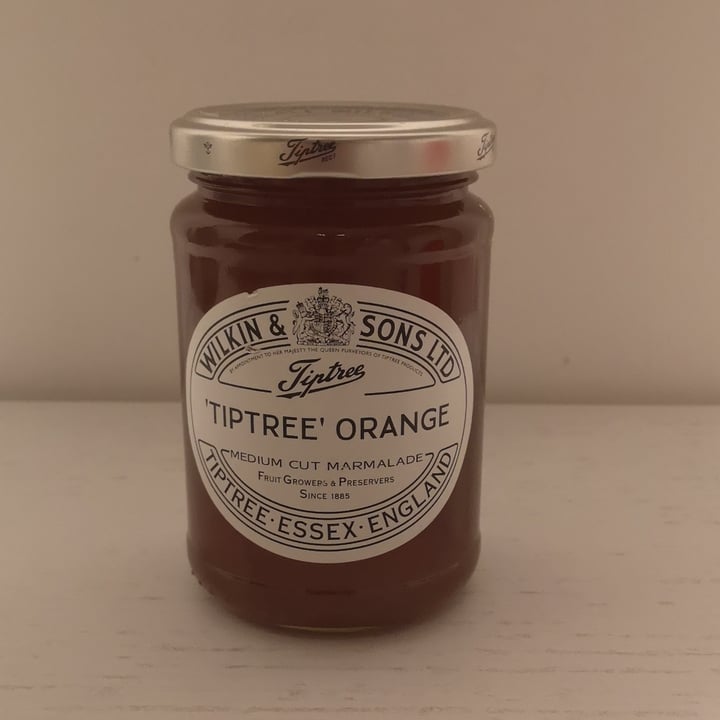 Tiptree
REG'D
WILKIN & SONS LTD
BY APPOINTMENT TO HER MAJESTY THE QUEEN PURVEYORS OF TIPTREE PRODUCTS
Tiptree
'TIPTREE' ORANGE
MEDIUM CUT MARMALADE
FRUIT GROWERS & PRESERVERS
SINCE 1885
TIPTREE·ESSEX·ENGLAND